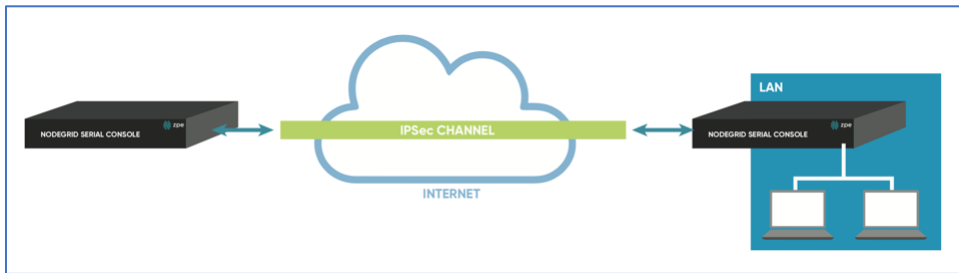 NODEGRID SERIAL CONSOLE
zpe
IPSec CHANNEL
INTERNET
LAN
NODEGRID SERIAL CONSOLE
zpe